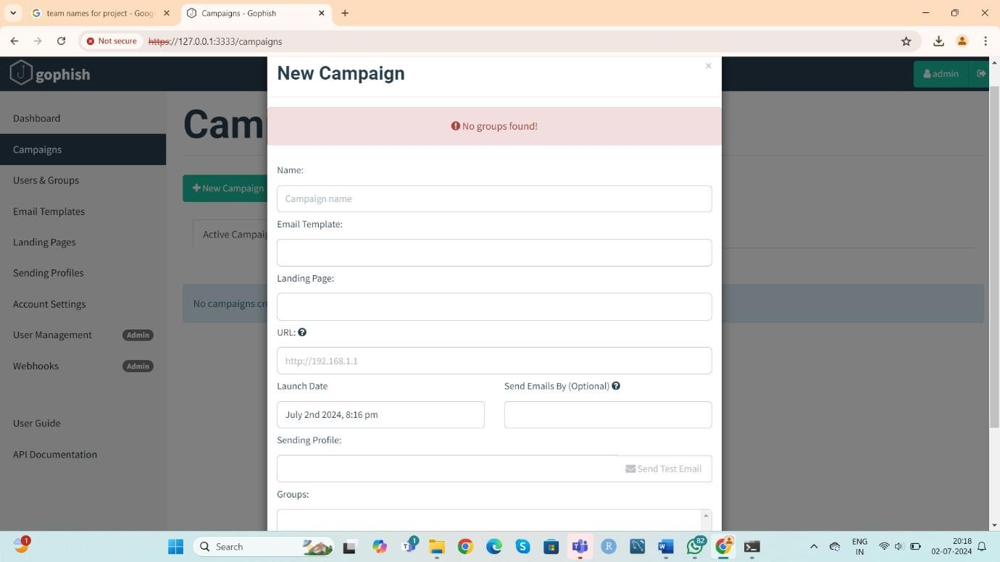 team names for project - Goog
Campaigns - Gophish
Not secure
https://127.0.0.1:3333/campaigns
gophish
admin
Dashboard
Campaigns
Users & Groups
Email Templates
Landing Pages
Sending Profiles
Account Settings
User Management
Admin
Webhooks
Admin
User Guide
API Documentation
Cam
New Campaign
Active Campaig
No campaigns cre
New Campaign
×
No groups found!
Name:
Campaign name
Email Template:
Landing Page:
URL:
http://192.168.1.1
Launch Date
July 2nd 2024, 8:16 pm
Send Emails By (Optional)
Sending Profile:
Send Test Email
Groups:
1
Search
1
82
ENG
IN
20:18
02-07-2024